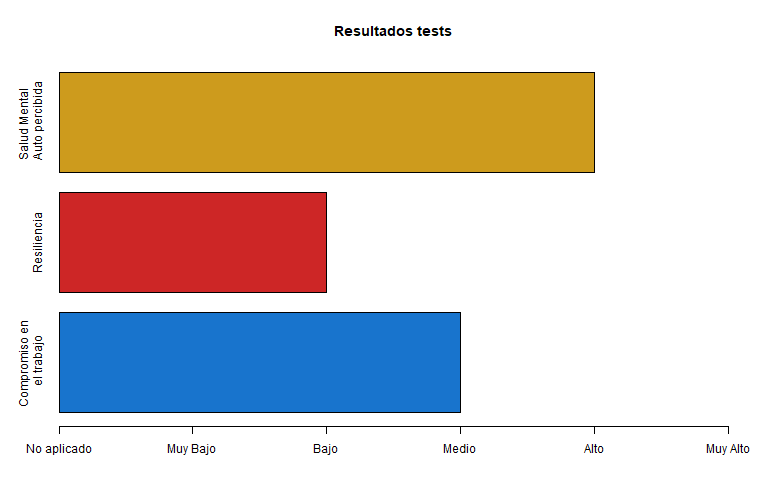 Resultados tests
Salud Mental
Auto percibida
Resiliencia
Compromiso en
el trabajo
No aplicado
Muy Bajo
Bajo
Medio
Alto
Muy Alto